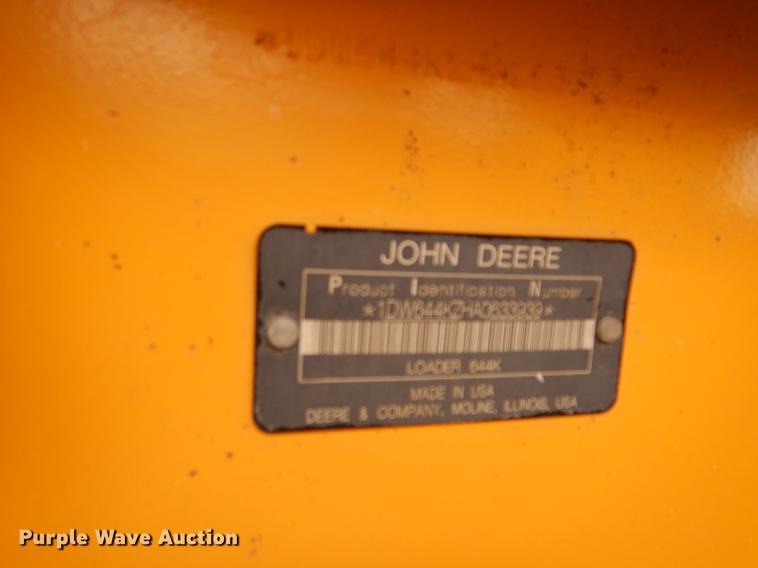 JOHN DEERE
Product Identification Number
*1DW644KZHA0633939*
LOADER 644K
MADE IN USA
DEERE & COMPANY, MOLINE, ILLINOIS, USA
Purple Wave Auction